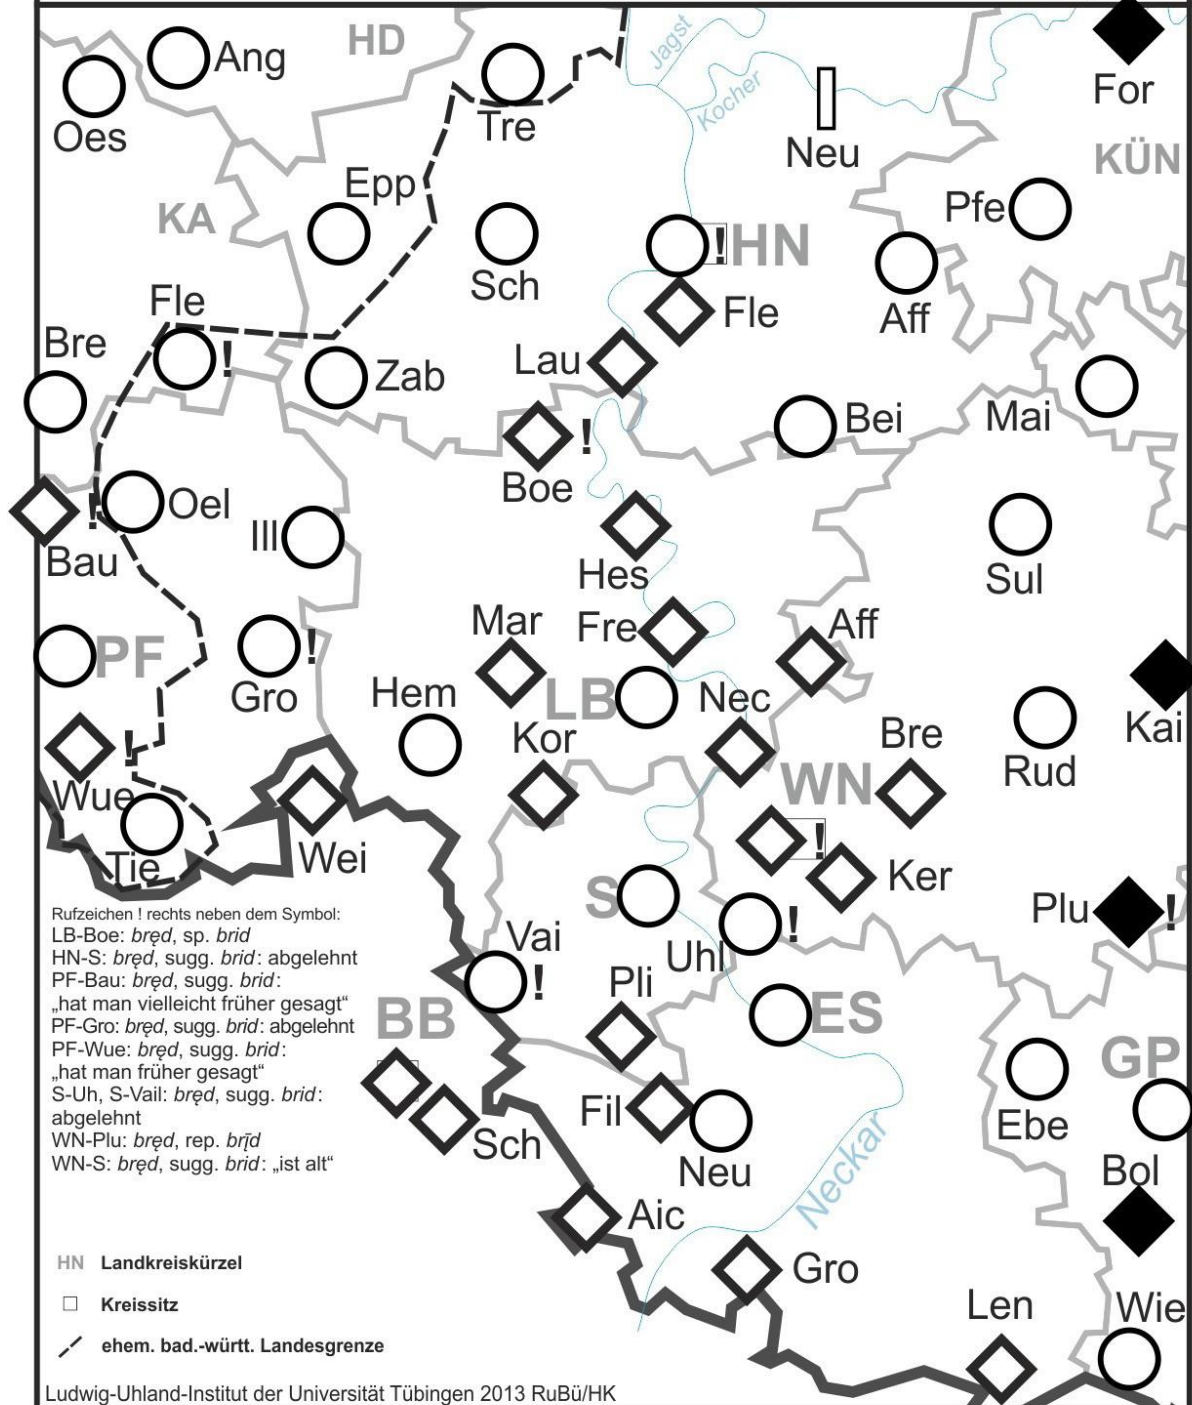 HD
Ang
Oes
Tre
Jagst
Kocher
Neu
For
KÜN
Epp
KA
Sch
Pfe
! HN
Aff
Fle
Fle
!
Bre
Lau
Zab
Boe !
Bei
Mai
Oel
!
Bau
Ill
Hes
Sul
Mar
Fre
Aff
PF
Gro !
Hem
LB
Nec
Kor
Bre
Rud
Kai
WN
Wue !
Tie
Wei
!
Ker
S
Plu !
Uhl !
Vai !
Pli
BB
ES
GP
Fil
Sch
Neu
Ebe
Bol
Neckar
Aic
Gro
Len
Wie
Rufzeichen ! rechts neben dem Symbol:
LB-Boe: bręd, sp. brid
HN-S: bręd, sugg. brid: abgelehnt
PF-Bau: bręd, sugg. brid:
„hat man vielleicht früher gesagt“
PF-Gro: bręd, sugg. brid: abgelehnt
PF-Wue: bręd, sugg. brid:
„hat man früher gesagt“
S-Uh, S-Vail: bręd, sugg. brid:
abgelehnt
WN-Plu: bręd, rep. brīd
WN-S: bręd, sugg. brid: „ist alt“
HN Landkreiskürzel
Kreissitz
ehem. bad.-württ. Landesgrenze
Ludwig-Uhland-Institut der Universität Tübingen 2013 RuBü/HK